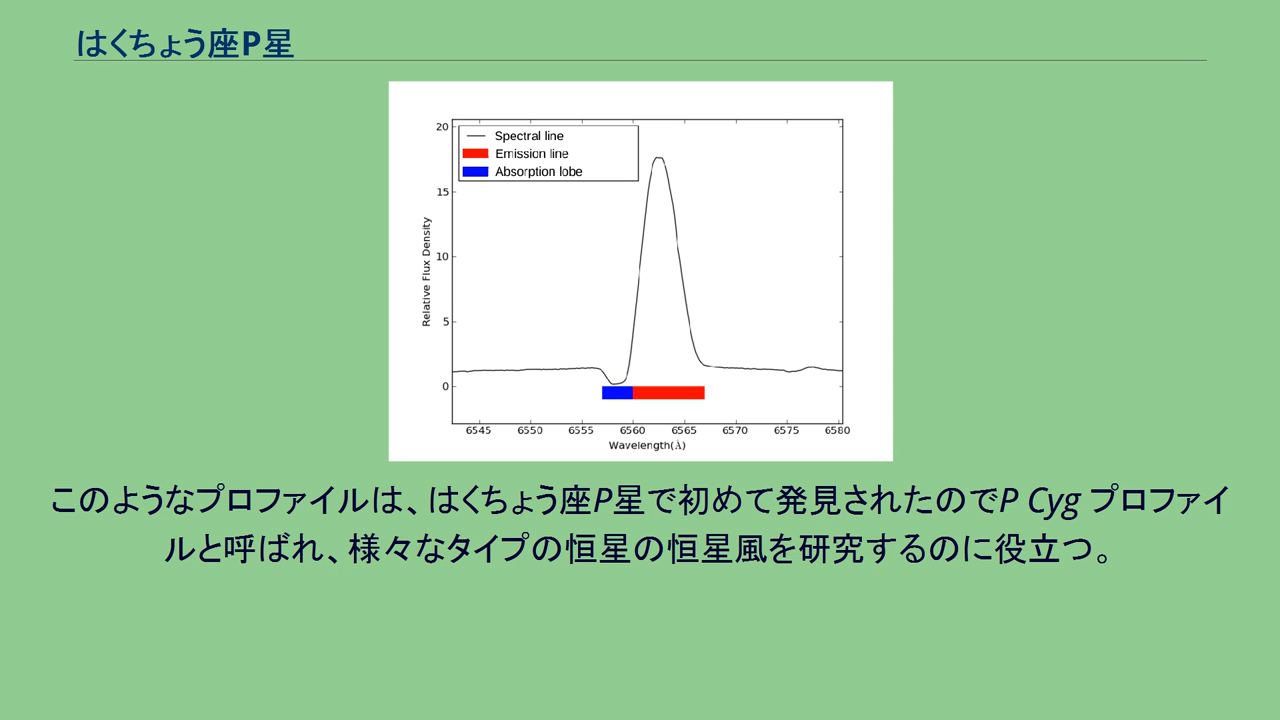 はくちょう座P星
20
15
10
5
0
Relative Flux Density
Spectral line
Emission line
Absorption lobe
6545 6550 6555 6560 6565 6570 6575 6580
Wavelength(Å)
このようなプロファイルは、はくちょう座P星で初めて発見されたのでP Cyg プロファイ
ルと呼ばれ、様々なタイプの恒星の恒星風を研究するのに役立つ。